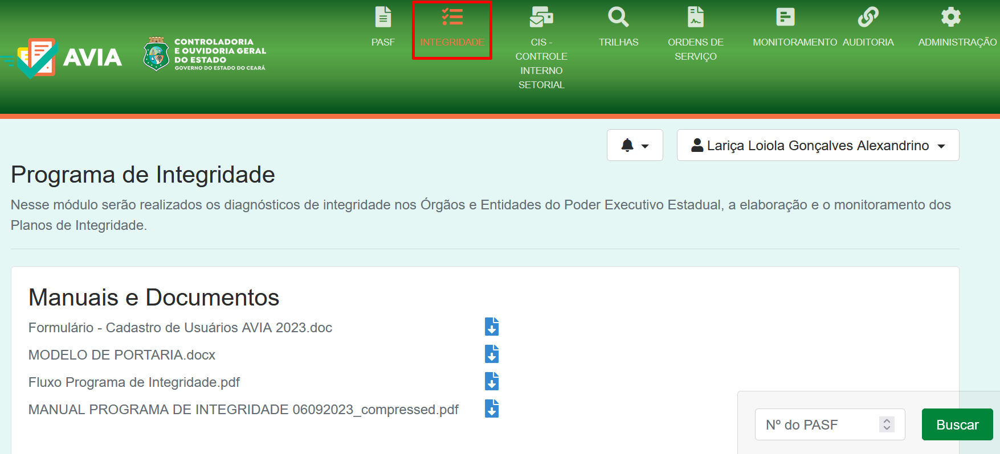 AVIA
CONTROLADORIA
E OUVIDORIA GERAL
DO ESTADO
GOVERNO DO ESTADO DO CEARÁ
PASF
INTEGRIDADE
CIS -
CONTROLE
INTERNO
SETORIAL
TRILHAS
ORDENS DE
SERVIÇO
MONITORAMENTO
AUDITORIA
ADMINISTRAÇÃO
Lariça Loiola Gonçalves Alexandrino
Programa de Integridade
Nesse módulo serão realizados os diagnósticos de integridade nos Órgãos e Entidades do Poder Executivo Estadual, a elaboração e o monitoramento dos
Planos de Integridade.
Manuais e Documentos
Formulário - Cadastro de Usuários AVIA 2023.doc
MODELO DE PORTARIA.docx
Fluxo Programa de Integridade.pdf
MANUAL PROGRAMA DE INTEGRIDADE 06092023_compressed.pdf
Nº do PASF
Buscar